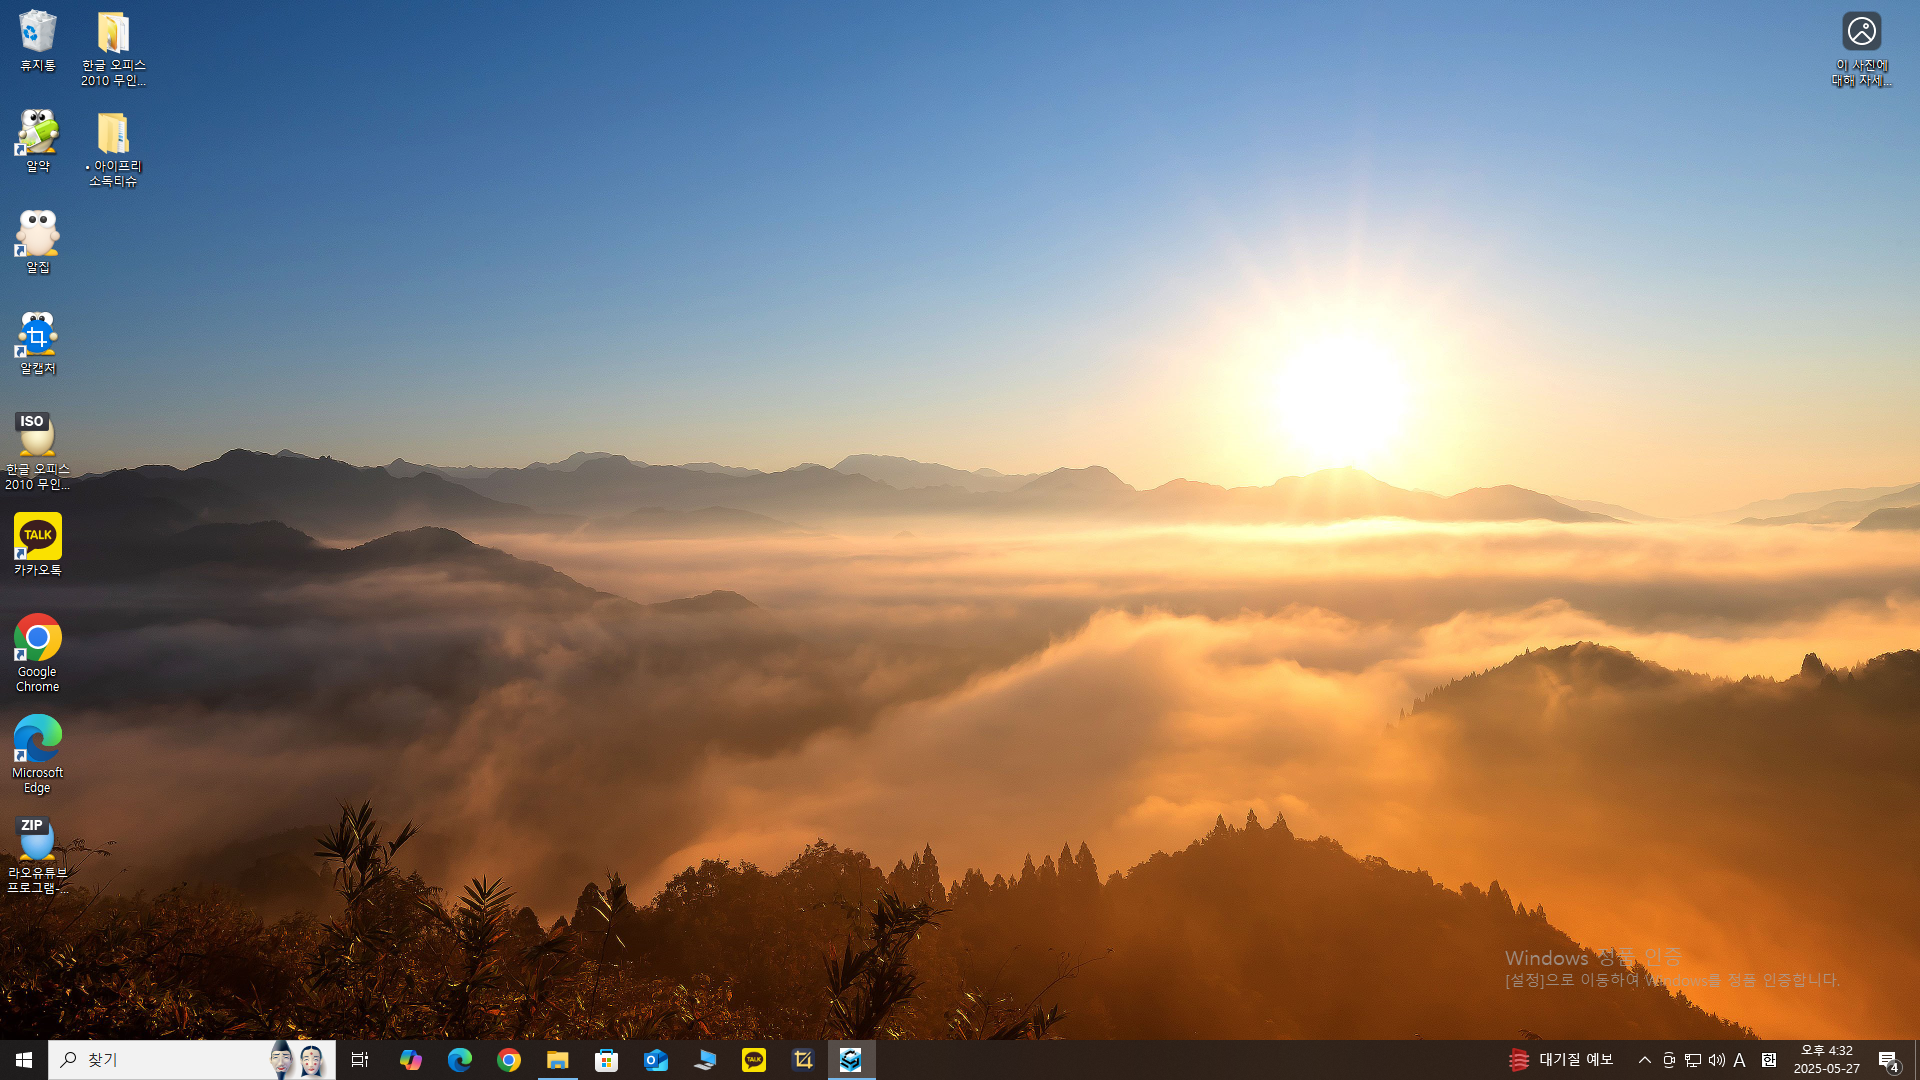 휴지통
한글 오피스
2010 무인...
이 사진에
대해 자세...
알약
• 아이프리
소독티슈
알집
알캡처
ISO
한글 오피스
2010 무인...
TALK
카카오톡
Google
Chrome
Microsoft
Edge
ZIP
라오유튜브
프로그램-...
Windows 정품 인증
[설정]으로 이동하여 Windows를 정품 인증합니다.
찾기
TALK
대기질 예보
A
한
오후 4:32
2025-05-27
4